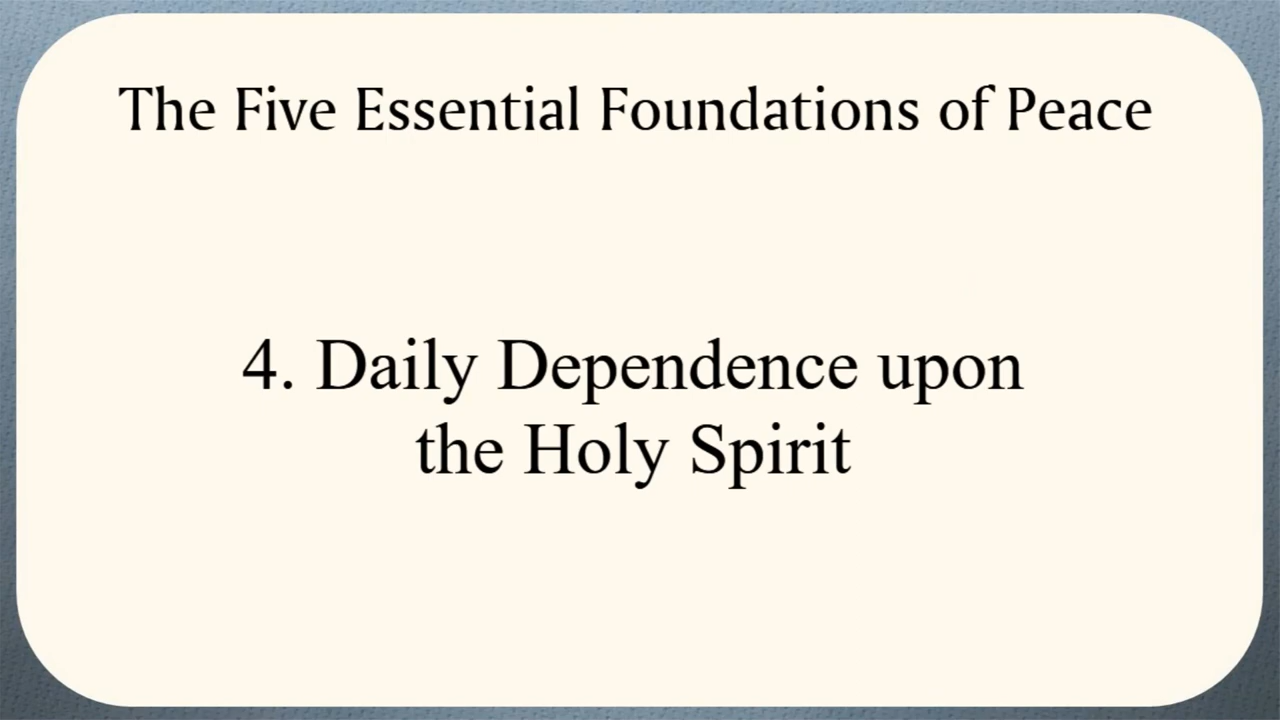 The Five Essential Foundations of Peace
4. Daily Dependence upon
the Holy Spirit